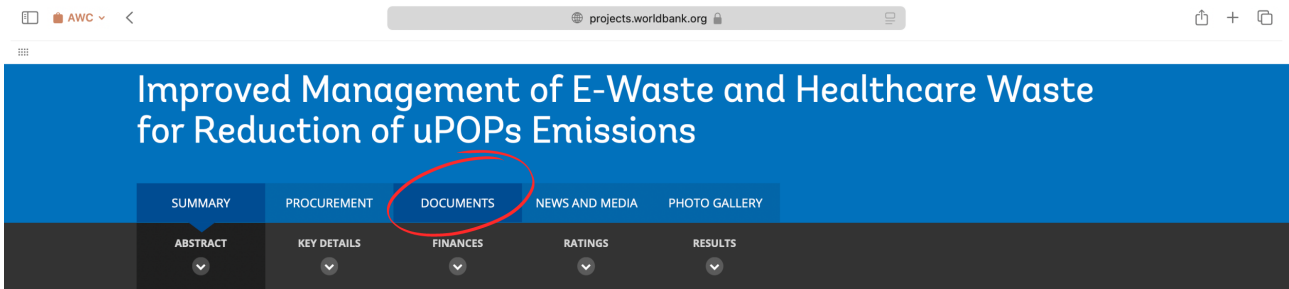 AWC
projects.worldbank.org
Improved Management of E-Waste and Healthcare Waste
for Reduction of uPOPs Emissions
SUMMARY PROCUREMENT DOCUMENTS NEWS AND MEDIA PHOTO GALLERY
ABSTRACT KEY DETAILS FINANCES RATINGS RESULTS